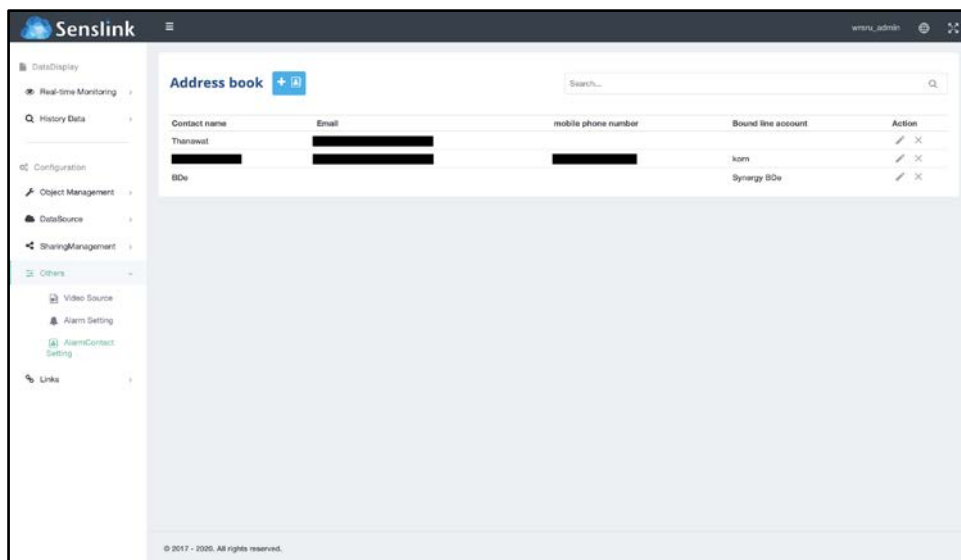 Senslink
wrsru_admin
DataDisplay
Real-time Monitoring
History Data
Configuration
Object Management
DataSource
SharingManagement
Others
Video Source
Alarm Setting
AlarmContact
Setting
Links
Address book
Search...
Contact name Email mobile phone number Bound line account Action
Thanawat
korn
BDe Synergy BDe
© 2017 - 2020. All rights reserved.